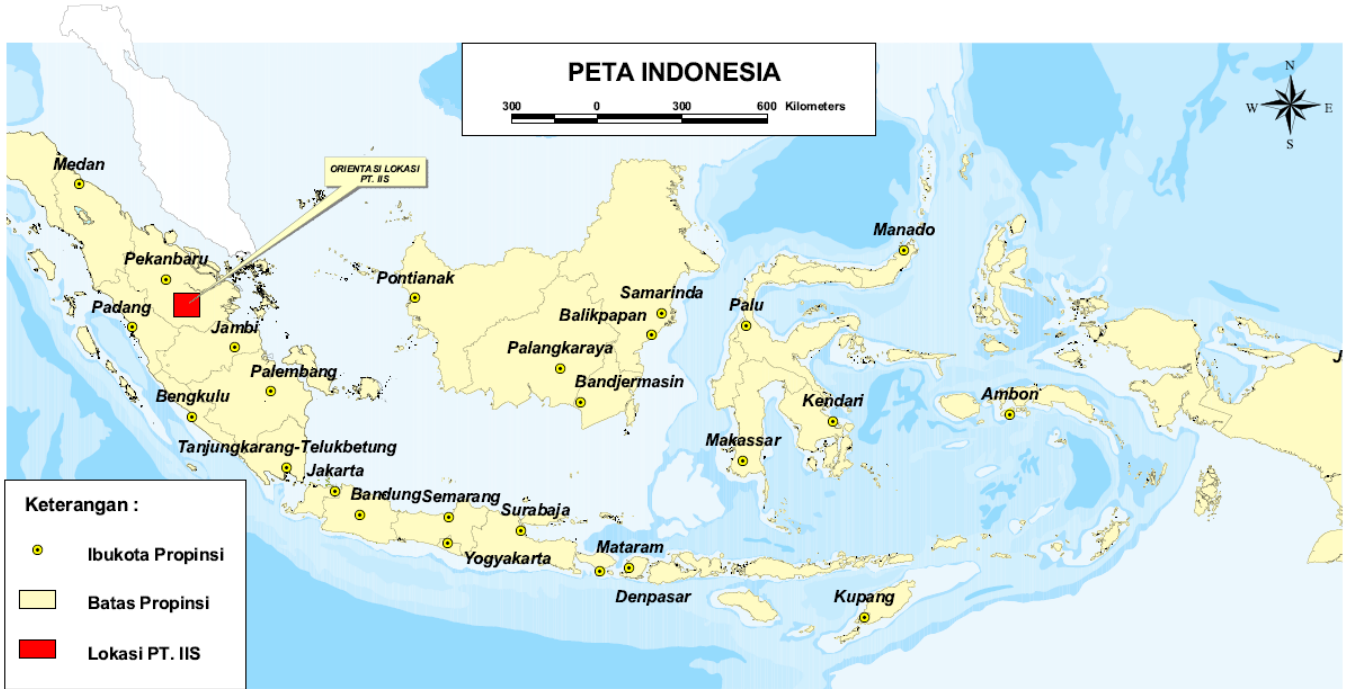 PETA INDONESIA
300 0 300 600 Kilometers
N
W E
S
ORIENTASI LOKASI
PT. IIS
Medan
Pekanbaru
Padang
Jambi
Palembang
Bengkulu
Tanjungkarang-Telukbetung
Jakarta
Bandung
Semarang
Surabaja
Yogyakarta
Mataram
Denpasar
Kupang
Pontianak
Samarinda
Balikpapan
Palangkaraya
Bandjermasin
Manado
Palu
Kendari
Makassar
Ambon
J
Keterangan :
Ibukota Propinsi
Batas Propinsi
Lokasi PT. IIS